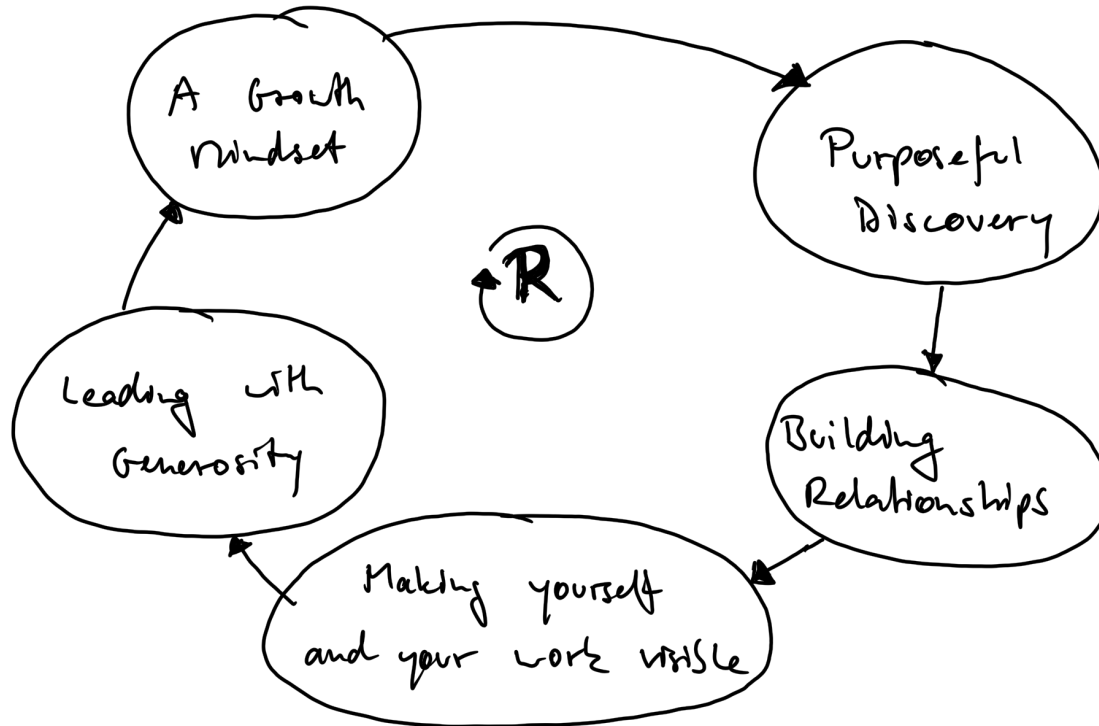 A Growth
Mindset
Purposeful
Discovery
R
Leading with
Generosity
Building
Relationships
Making yourself
and your work visible